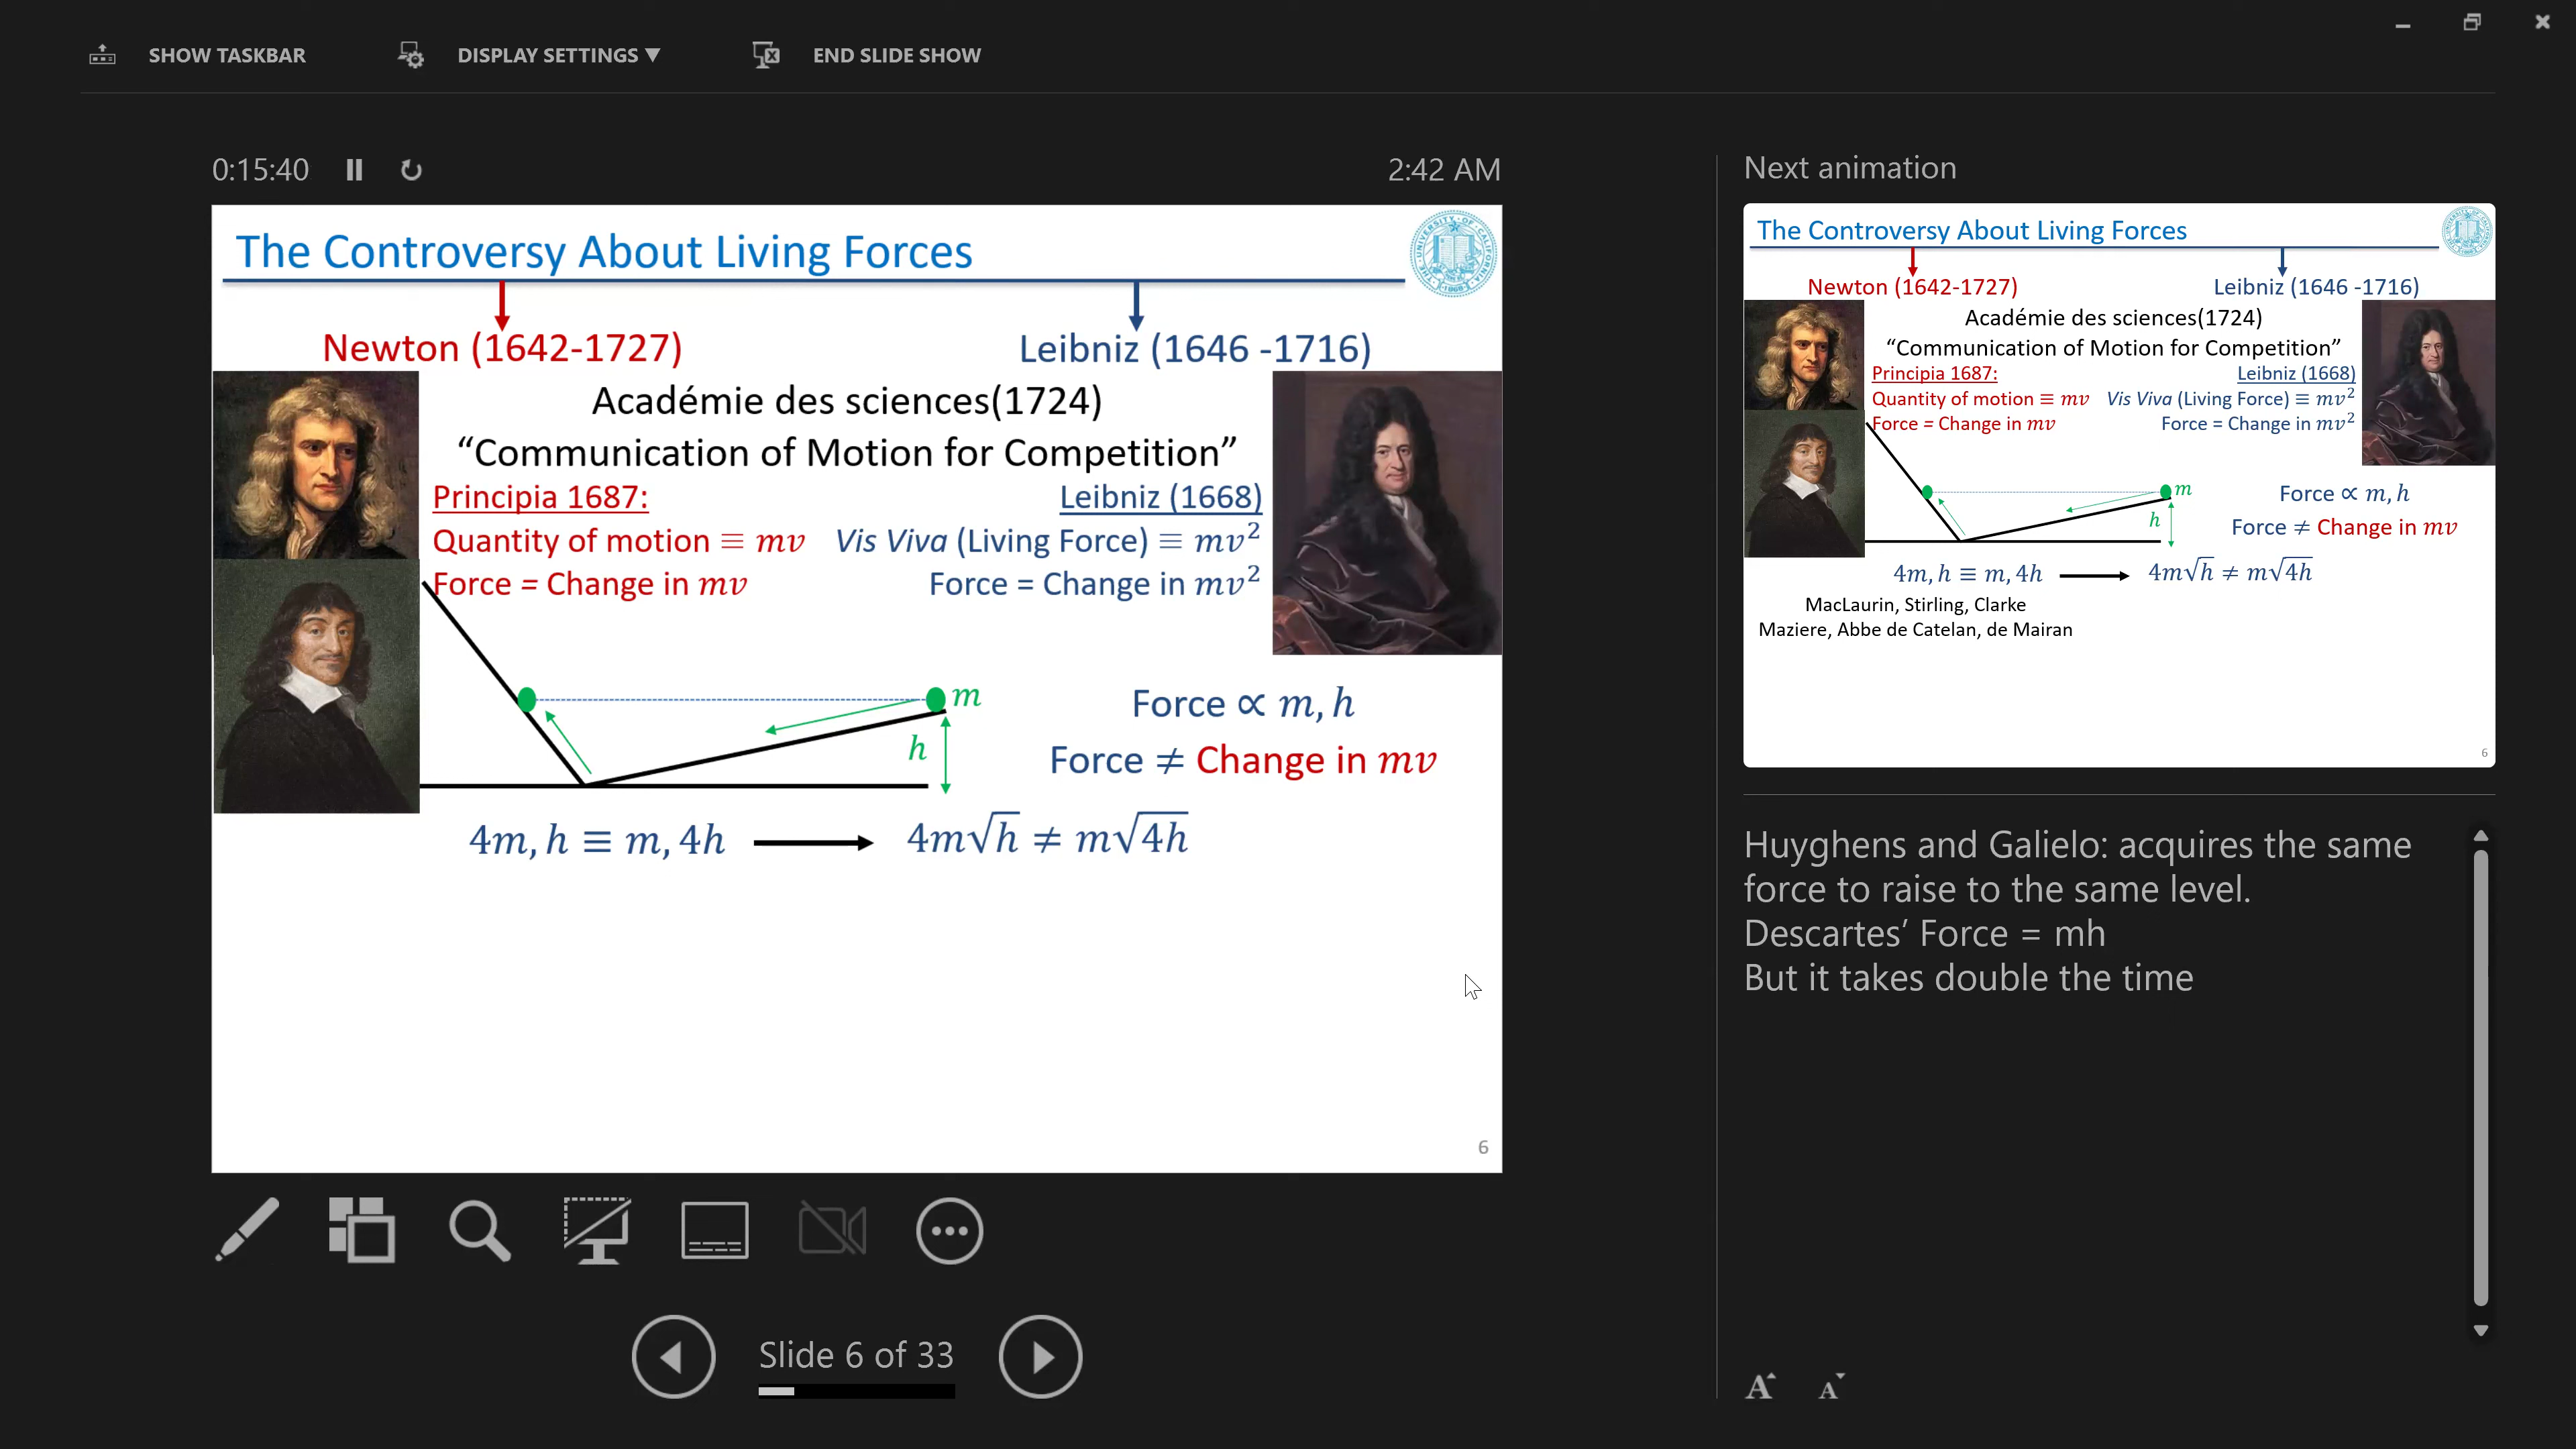 SHOW TASKBAR
DISPLAY SETTINGS ▼
END SLIDE SHOW
0:15:40
2:42 AM
The Controversy About Living Forces
Newton (1642-1727)
Leibniz (1646 -1716)
Académie des sciences(1724)
“Communication of Motion for Competition”
Principia 1687:
Leibniz (1668)
Quantity of motion ≡ mv
Vis Viva (Living Force) ≡ mv²
Force = Change in mv
Force = Change in mv²
m
h
Force ∝ m, h
Force ≠ Change in mv
4m, h ≡ m, 4h
4m√h ≠ m√4h
6
Slide 6 of 33
Next animation
The Controversy About Living Forces
Newton (1642-1727)
Leibniz (1646 -1716)
Académie des sciences(1724)
“Communication of Motion for Competition”
Principia 1687:
Leibniz (1668)
Quantity of motion ≡ mv
Vis Viva (Living Force) ≡ mv²
Force = Change in mv
Force = Change in mv²
m
h
Force ∝ m, h
Force ≠ Change in mv
4m, h ≡ m, 4h
4m√h ≠ m√4h
MacLaurin, Stirling, Clarke
Maziere, Abbe de Catelan, de Mairan
6
Huyghens and Galielo: acquires the same
force to raise to the same level.
Descartes’ Force = mh
But it takes double the time
A
A